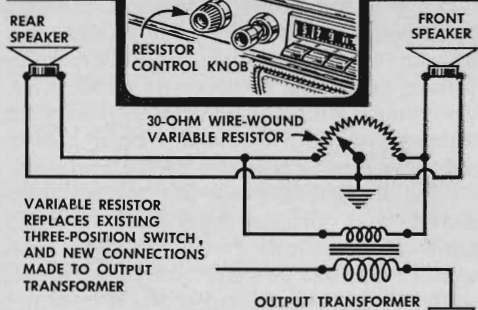 REAR
SPEAKER
FRONT
SPEAKER
RESISTOR
CONTROL KNOB
30-OHM WIRE-WOUND
VARIABLE RESISTOR
VARIABLE RESISTOR
REPLACES EXISTING
THREE-POSITION SWITCH,
AND NEW CONNECTIONS
MADE TO OUTPUT
TRANSFORMER
OUTPUT TRANSFORMER